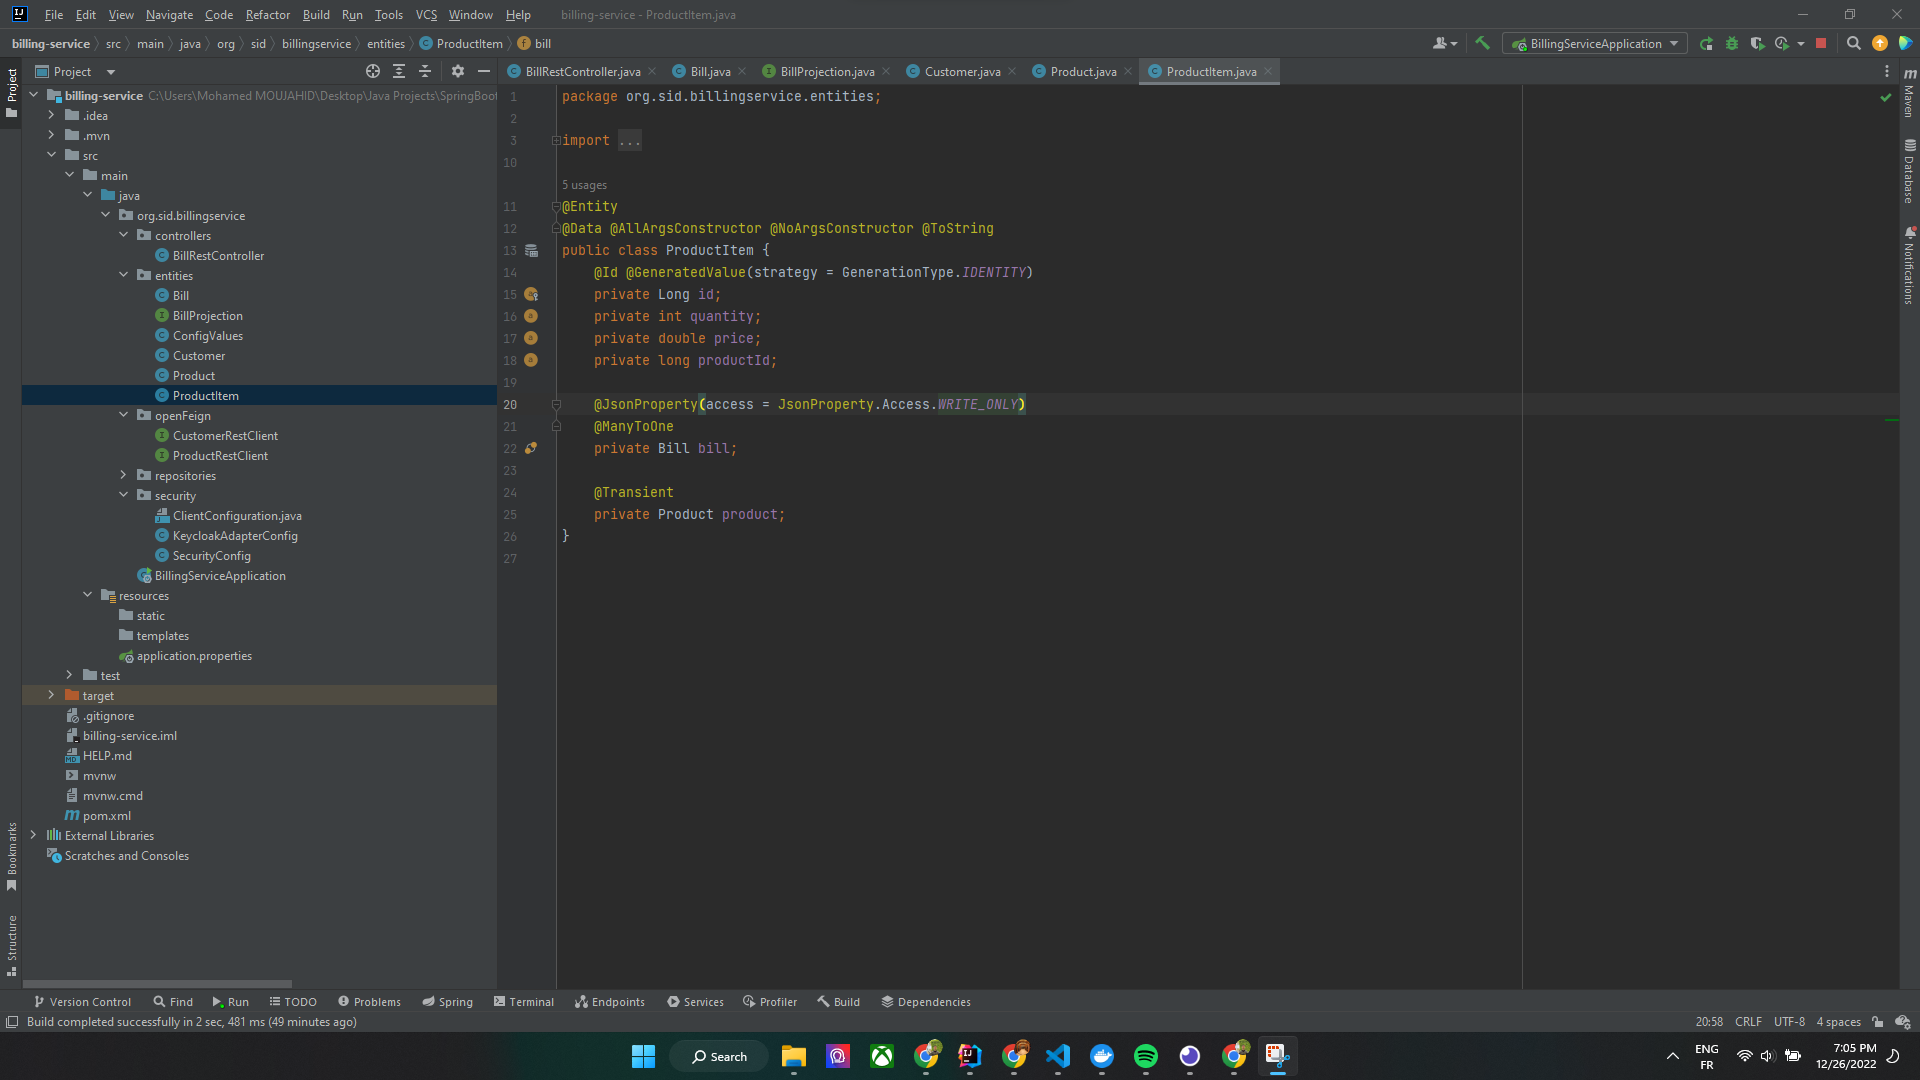 File Edit View Navigate Code Refactor Build Run Tools VCS Window Help billing-service - ProductItem.java
billing-service src main java org sid billingservice entities ProductItem bill
BillingServiceApplication
Project
BillRestController.java Bill.java BillProjection.java Customer.java Product.java ProductItem.java
Project
Bookmarks
Structure
billing-service C:\Users\Mohamed MOUJAHID\Desktop\Java Projects\SpringBoot
.idea
.mvn
src
main
java
org.sid.billingservice
controllers
BillRestController
entities
Bill
BillProjection
ConfigValues
Customer
Product
ProductItem
openFeign
CustomerRestClient
ProductRestClient
repositories
security
ClientConfiguration.java
KeycloakAdapterConfig
SecurityConfig
BillingServiceApplication
resources
static
templates
application.properties
test
target
.gitignore
billing-service.iml
HELP.md
mvnw
mvnw.cmd
pom.xml
External Libraries
Scratches and Consoles
1 package org.sid.billingservice.entities;
2
3 import ...
10
5 usages
11 @Entity
12 @Data @AllArgsConstructor @NoArgsConstructor @ToString
13 public class ProductItem {
14 @Id @GeneratedValue(strategy = GenerationType.IDENTITY)
15 private Long id;
16 private int quantity;
17 private double price;
18 private long productId;
19
20 @JsonProperty(access = JsonProperty.Access.WRITE_ONLY)
21 @ManyToOne
22 private Bill bill;
23
24 @Transient
25 private Product product;
26 }
27
Maven
Database
Notifications
Version Control Find Run TODO Problems Spring Terminal Endpoints Services Profiler Build Dependencies
Build completed successfully in 2 sec, 481 ms (49 minutes ago) 20:58 CRLF UTF-8 4 spaces
Search
ENG
FR
7:05 PM
12/26/2022